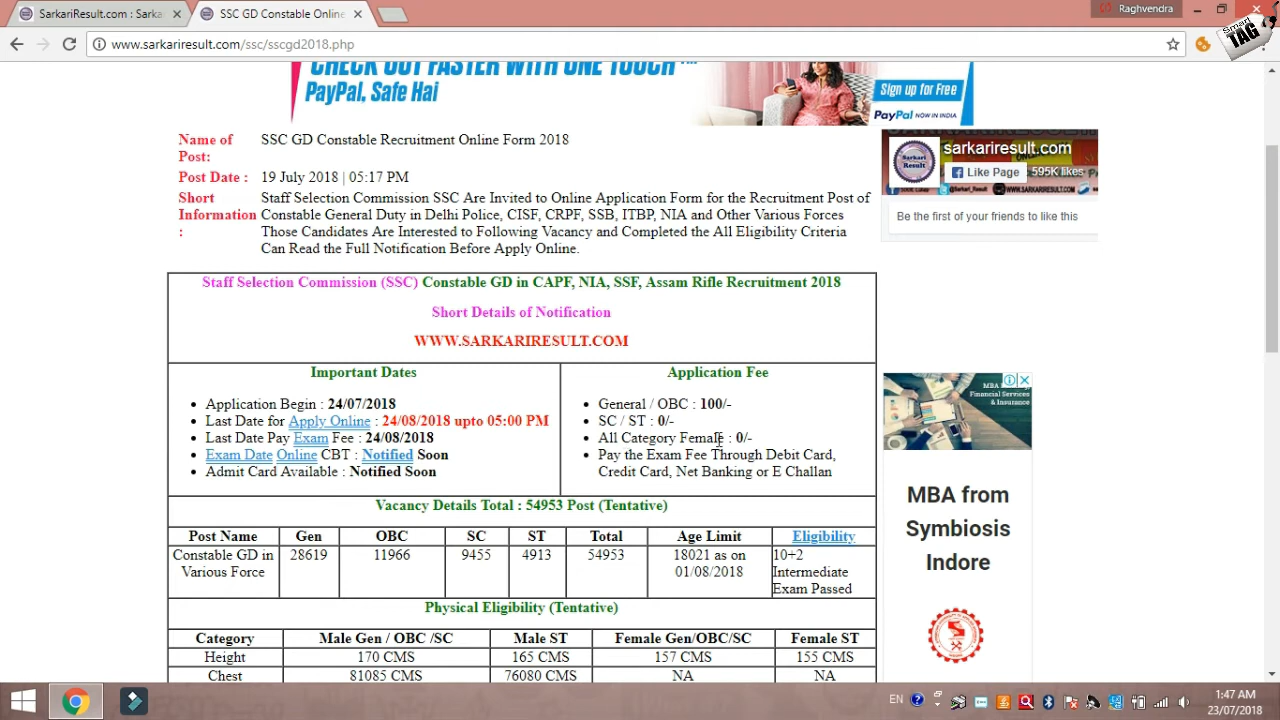 SarkariResult.com : Sarka
SSC GD Constable Online
Raghvendra
www.sarkariresult.com/ssc/sscgd2018.php
Smart
TAG
CHECK OUT FASTER WITH ONE TOUCH™
PayPal, Safe Hai
Sign up for Free
PayPal NOW IN INDIA
Name of Post: SSC GD Constable Recruitment Online Form 2018
Post Date : 19 July 2018 | 05:17 PM
Short Information : Staff Selection Commission SSC Are Invited to Online Application Form for the Recruitment Post of
Constable General Duty in Delhi Police, CISF, CRPF, SSB, ITBP, NIA and Other Various Forces
Those Candidates Are Interested to Following Vacancy and Completed the All Eligibility Criteria
Can Read the Full Notification Before Apply Online.
sarkariresult.com
Sarkari Result
Like Page 595K likes
Be the first of your friends to like this
Staff Selection Commission (SSC) Constable GD in CAPF, NIA, SSF, Assam Rifle Recruitment 2018
Short Details of Notification
WWW.SARKARIRESULT.COM
Important Dates
Application Begin : 24/07/2018
Last Date for Apply Online : 24/08/2018 upto 05:00 PM
Last Date Pay Exam Fee : 24/08/2018
Exam Date Online CBT : Notified Soon
Admit Card Available : Notified Soon
Application Fee
General / OBC : 100/-
SC / ST : 0/-
All Category Female : 0/-
Pay the Exam Fee Through Debit Card,
Credit Card, Net Banking or E Challan
Vacancy Details Total : 54953 Post (Tentative)
Post Name Gen OBC SC ST Total Age Limit Eligibility
Constable GD in Various Force 28619 11966 9455 4913 54953 18021 as on 01/08/2018 10+2 Intermediate Exam Passed
Physical Eligibility (Tentative)
Category Male Gen / OBC /SC Male ST Female Gen/OBC/SC Female ST
Height 170 CMS 165 CMS 157 CMS 155 CMS
Chest 81085 CMS 76080 CMS NA NA
MBA from
Symbiosis
Indore
EN
1:47 AM
23/07/2018